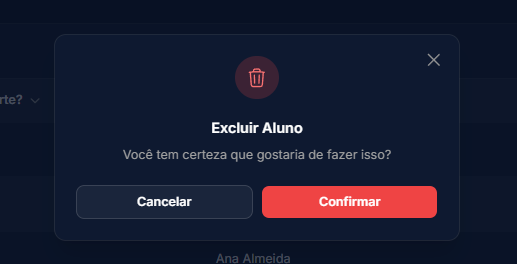 rte?
Excluir Aluno
Você tem certeza que gostaria de fazer isso?
Cancelar
Confirmar
Ana Almeida